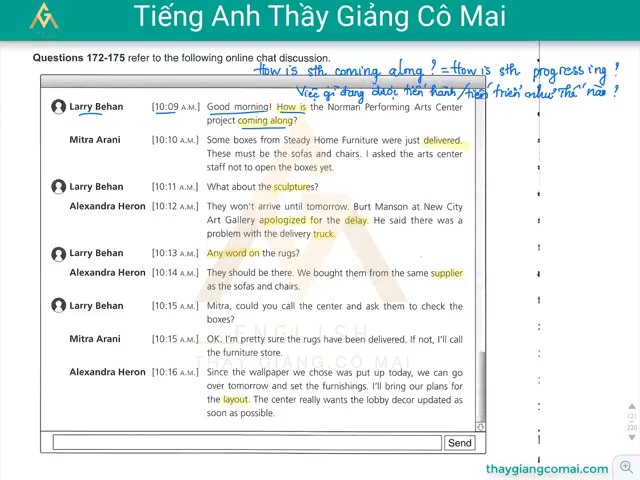 Tiếng Anh Thầy Giảng Cô Mai
Questions 172-175 refer to the following online chat discussion.
How is sth coming along? = How is sth progressing?
Việc gì đang được tiến hành/tiến triển như thế nào?
Larry Behan [10:09 A.M.] Good morning! How is the Norman Performing Arts Center
project coming along?
Mitra Arani [10:10 A.M.] Some boxes from Steady Home Furniture were just delivered.
These must be the sofas and chairs. I asked the arts center
staff not to open the boxes yet.
Larry Behan [10:11 A.M.] What about the sculptures?
Alexandra Heron [10:12 A.M.] They won't arrive until tomorrow. Burt Manson at New City
Art Gallery apologized for the delay. He said there was a
problem with the delivery truck.
Larry Behan [10:13 A.M.] Any word on the rugs?
Alexandra Heron [10:14 A.M.] They should be there. We bought them from the same supplier
as the sofas and chairs.
Larry Behan [10:15 A.M.] Mitra, could you call the center and ask them to check the
boxes?
Mitra Arani [10:15 A.M.] OK. I'm pretty sure the rugs have been delivered. If not, I'll call
the furniture store.
Alexandra Heron [10:16 A.M.] Since the wallpaper we chose was put up today, we can go
over tomorrow and set the furnishings. I'll bring our plans for
the layout. The center really wants the lobby decor updated as
soon as possible.
Send
ENGLISH
THẦY GIẢNG CÔ MAI
121
220
thaygiangcomai.com